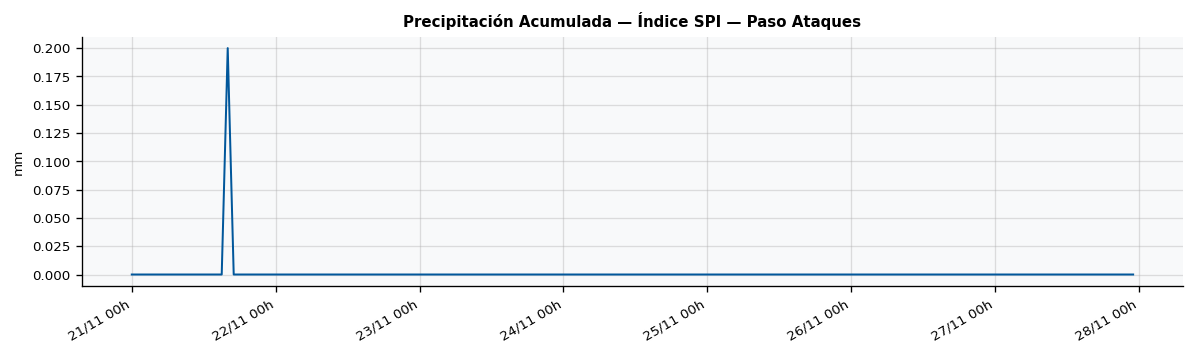 Precipitación Acumulada — Índice SPI — Paso Ataques
mm
0.200
0.175
0.150
0.125
0.100
0.075
0.050
0.025
0.000
21/11 00h
22/11 00h
23/11 00h
24/11 00h
25/11 00h
26/11 00h
27/11 00h
28/11 00h